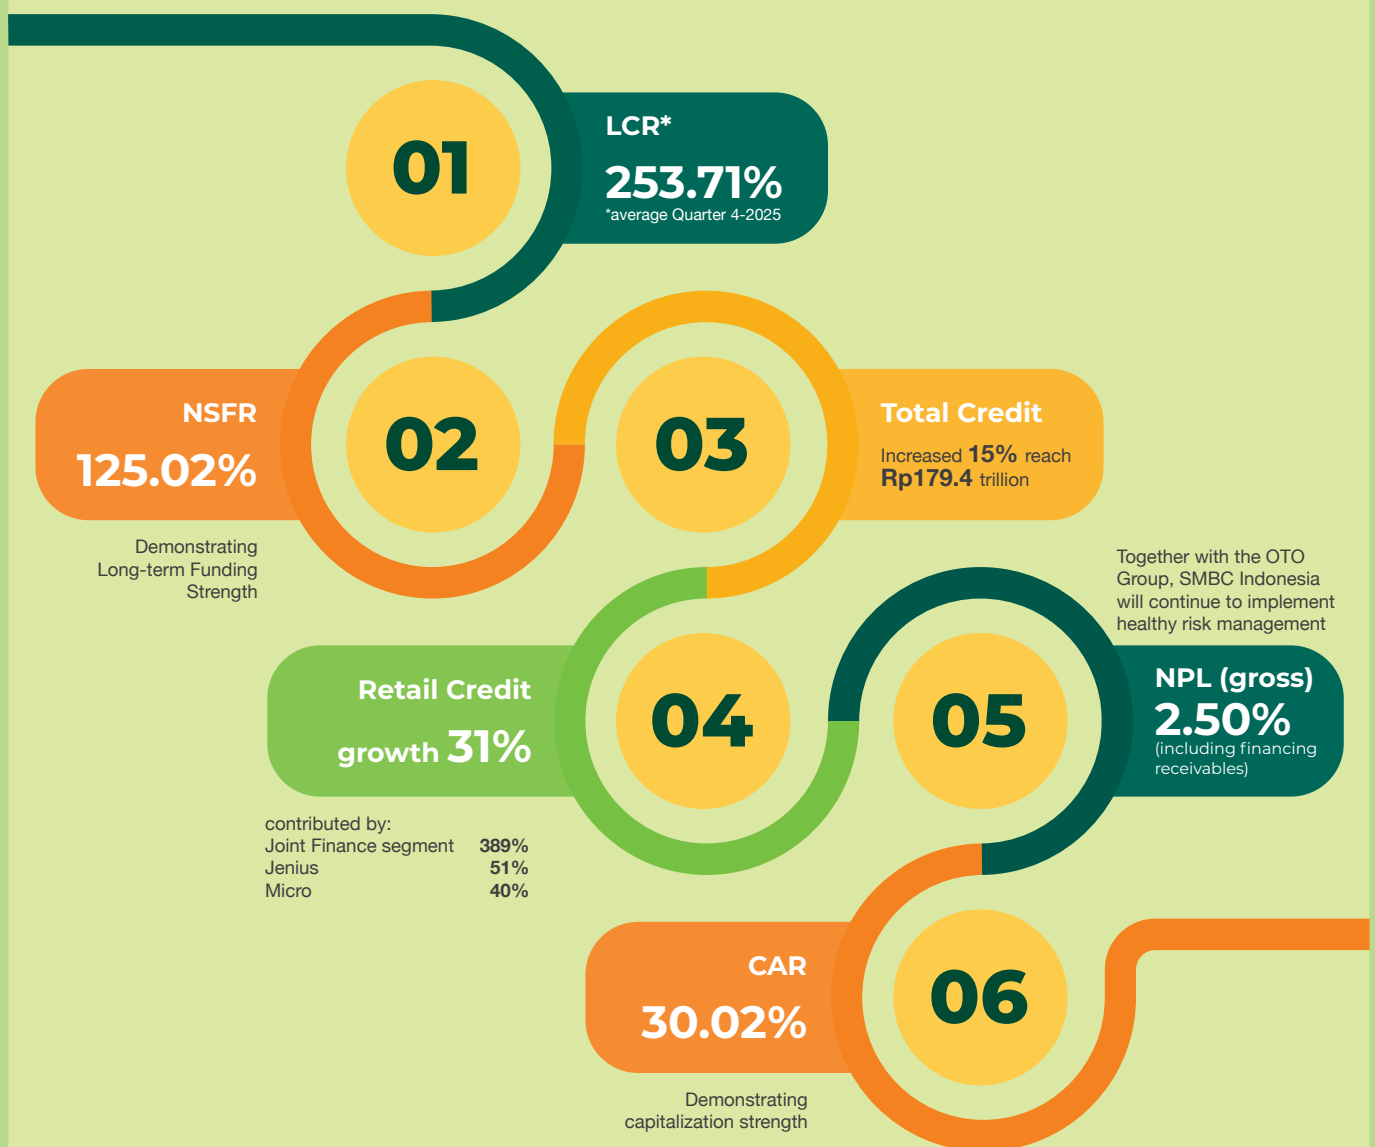 01
LCR*
253.71%
*average Quarter 4-2025
NSFR
125.02%
Demonstrating
Long-term Funding
Strength
02
03
Total Credit
Increased 15% reach
Rp179.4 trillion
Retail Credit
growth 31%
contributed by:
Joint Finance segment 389%
Jenius 51%
Micro 40%
04
05
Together with the OTO
Group, SMBC Indonesia
will continue to implement
healthy risk management
NPL (gross)
2.50%
(including financing
receivables)
CAR
30.02%
Demonstrating
capitalization strength
06